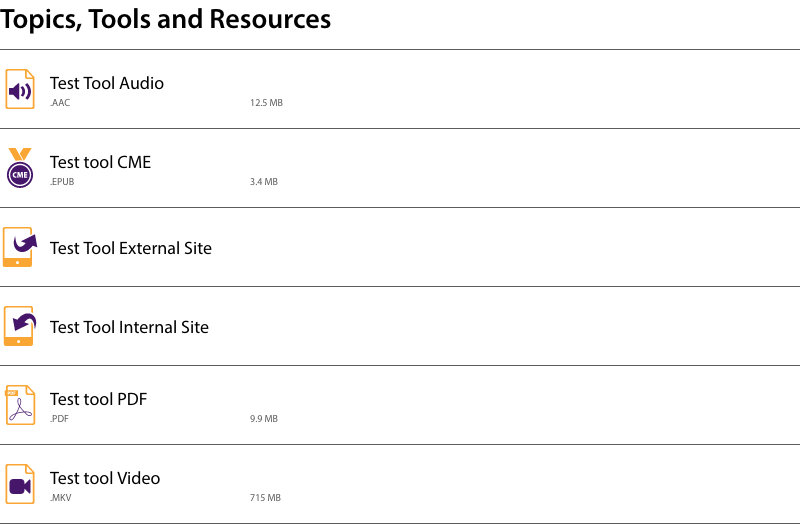 Topics, Tools and Resources
Test Tool Audio
.AAC 12.5 MB
CME
Test tool CME
.EPUB 3.4 MB
Test Tool External Site
Test Tool Internal Site
PDF
Test tool PDF
.PDF 9.9 MB
Test tool Video
.MKV 715 MB